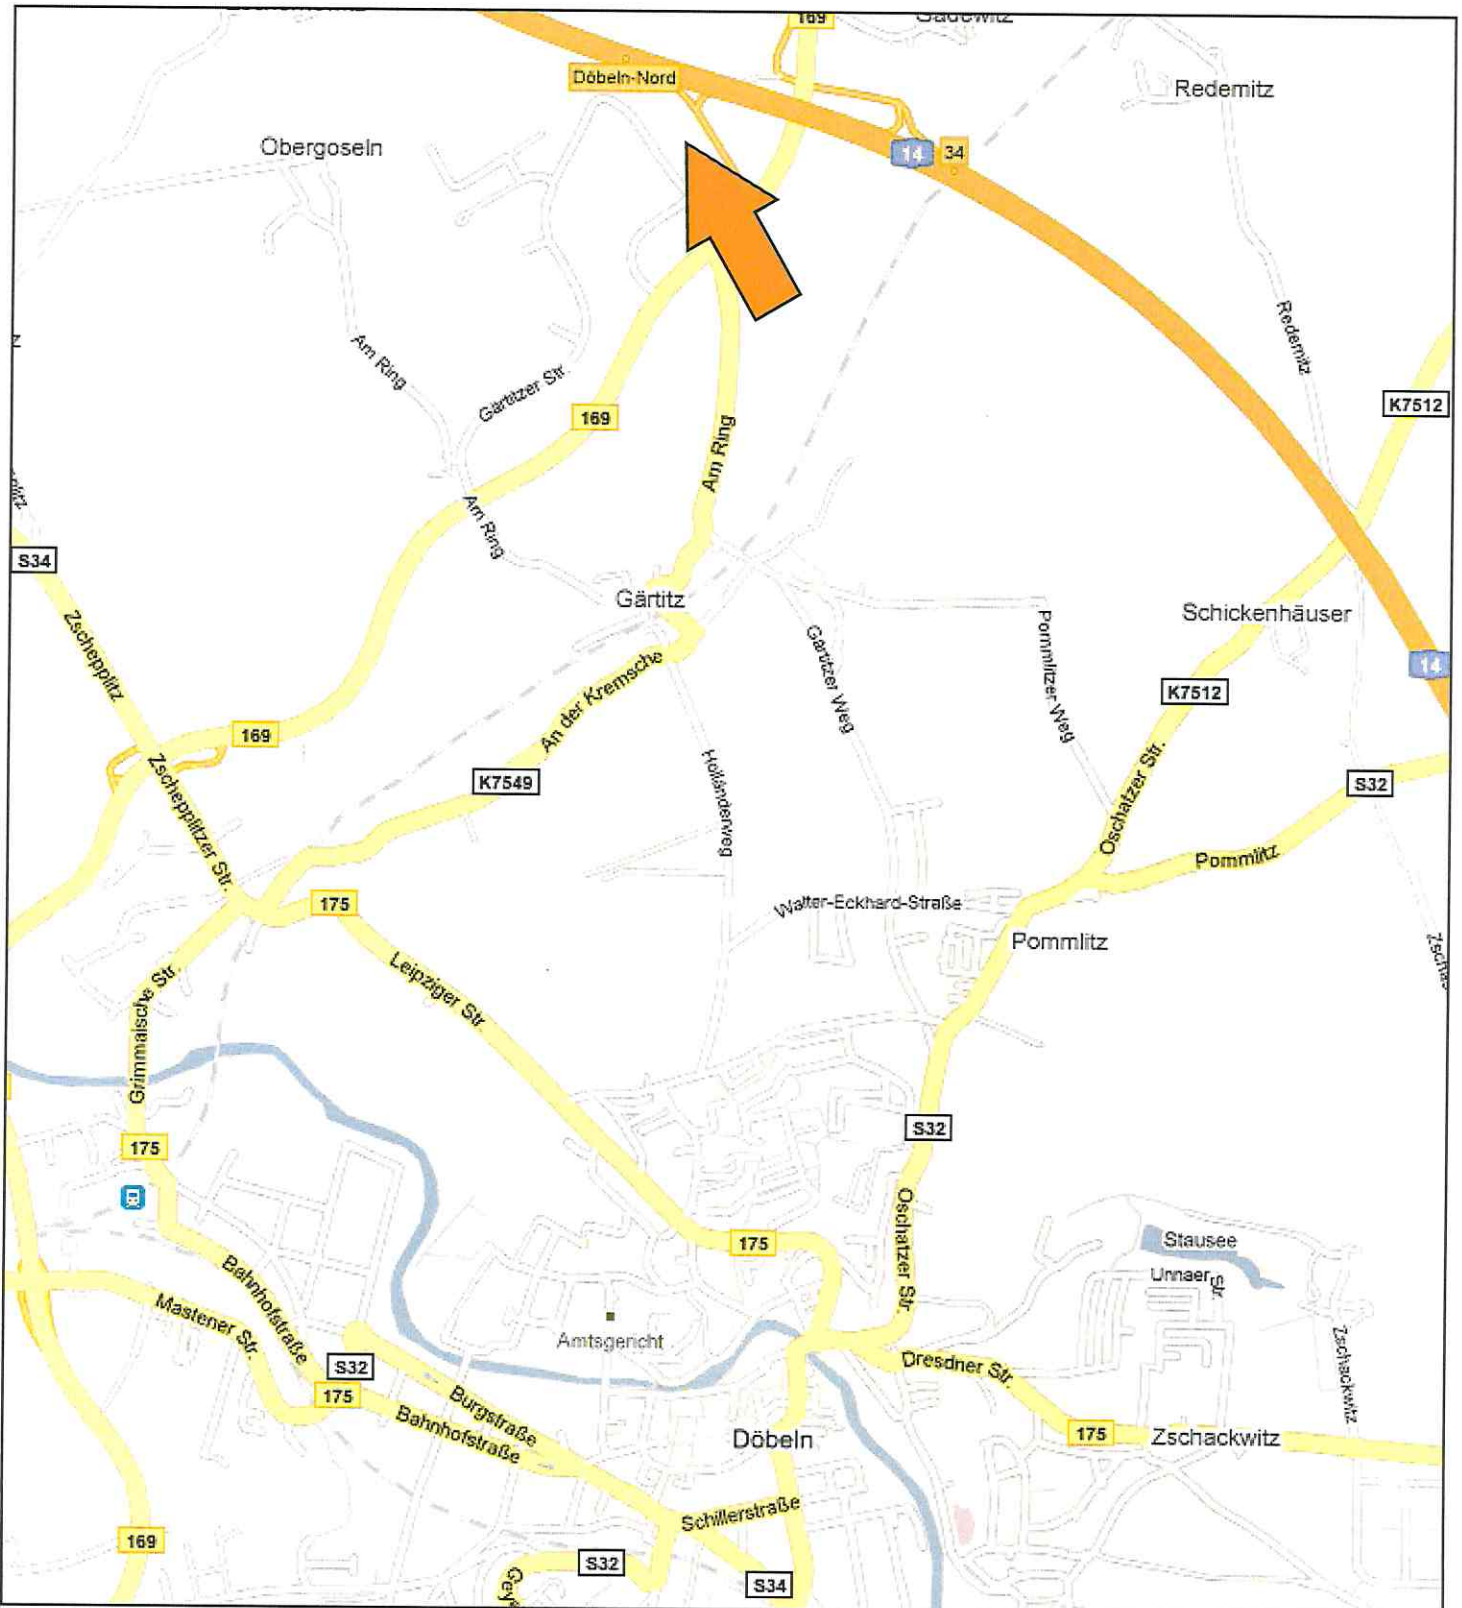 169
Döbeln-Nord
Redemitz
Obergoseln
14
34
Am Ring
Gärtitzer Str.
Redemitz
169
K7512
Am Ring
Am Ring
S34
Gärtitz
Schickenhäuser
Zschepplitz
Pommlitzer Weg
Gärtitzer Weg
14
An der Kremsche
K7512
169
Zschepplitzer Str.
K7549
Holländerweg
Oschatzer Str.
S32
Pommlitz
175
Walter-Eckhard-Straße
Pommlitz
Leipziger Str.
Grimmaische Str.
S32
175
Oschatzer Str.
175
Stausee
Unnaer Str.
Bahnhofstraße
Mastener Str.
Amtsgericht
S32
Dresdner Str.
Zschackwitz
175
Burgstraße
Bahnhofstraße
Döbeln
175
Zschackwitz
Schillerstraße
169
S32
S34